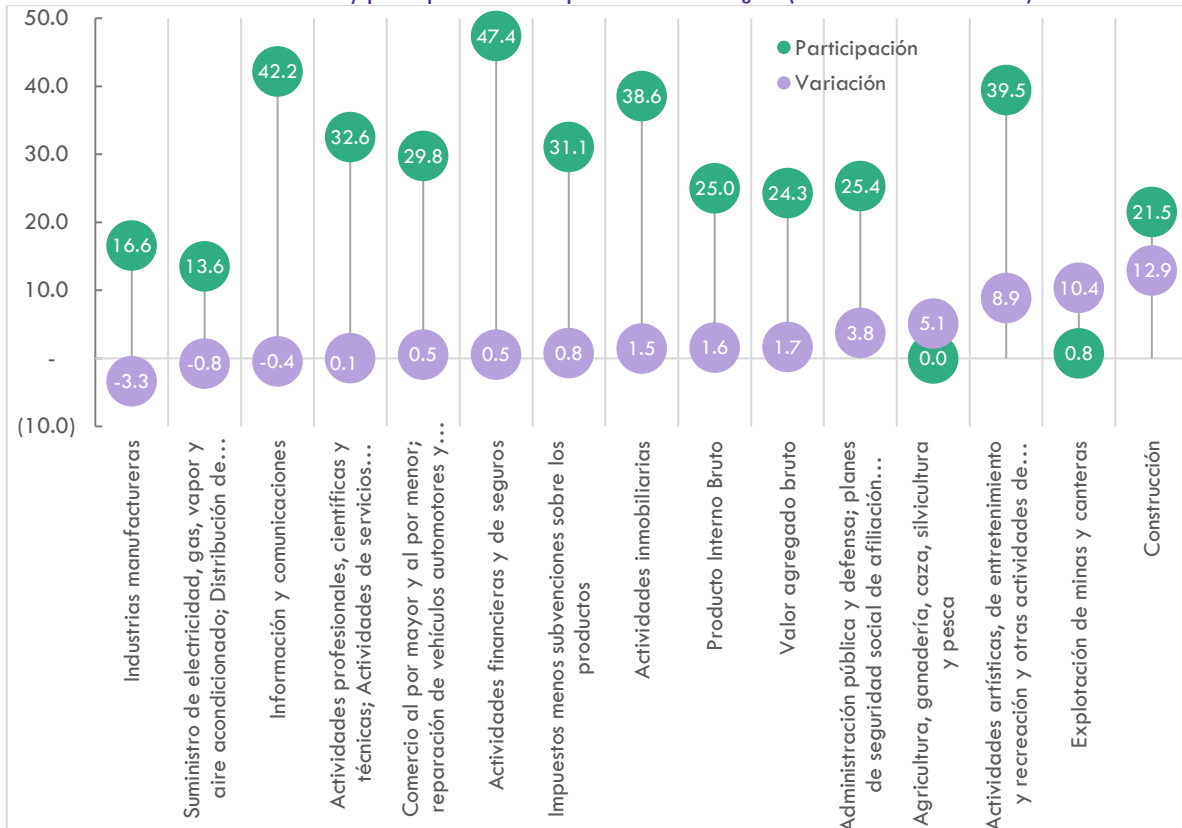 50.0
40.0
30.0
20.0
10.0
-
(10.0)
Participación
Variación
16.6
13.6
42.2
32.6
29.8
47.4
31.1
38.6
25.0
24.3
25.4
0.0
39.5
0.8
21.5
-3.3
-0.8
-0.4
0.1
0.5
0.5
0.8
1.5
1.6
1.7
3.8
5.1
8.9
10.4
12.9
Industrias manufactureras
Suministro de electricidad, gas, vapor y
aire acondicionado; Distribución de…
Información y comunicaciones
Actividades profesionales, científicas y
técnicas; Actividades de servicios…
Comercio al por mayor y al por menor;
reparación de vehículos automotores y…
Actividades financieras y de seguros
Impuestos menos subvenciones sobre los
productos
Actividades inmobiliarias
Producto Interno Bruto
Valor agregado bruto
Administración pública y defensa; planes
de seguridad social de afiliación…
Agricultura, ganadería, caza, silvicultura
y pesca
Actividades artísticas, de entretenimiento
y recreación y otras actividades de…
Explotación de minas y canteras
Construcción